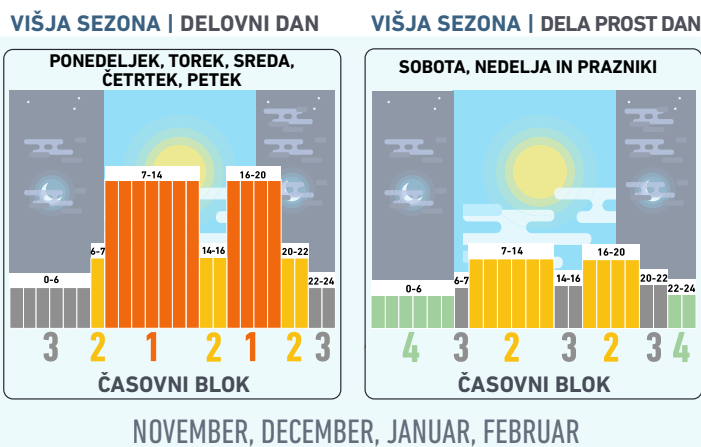 VIŠJA SEZONA | DELOVNI DAN
PONEDELJEK, TOREK, SREDA,
ČETRTEK, PETEK
7-14
16-20
6-7
14-16
20-22
0-6
22-24
3 2 1 2 1 2 3
ČASOVNI BLOK
VIŠJA SEZONA | DELA PROST DAN
SOBOTA, NEDELJA IN PRAZNIKI
7-14
16-20
6-7
14-16
20-22
0-6
22-24
4 3 2 3 2 3 4
ČASOVNI BLOK
NOVEMBER, DECEMBER, JANUAR, FEBRUAR